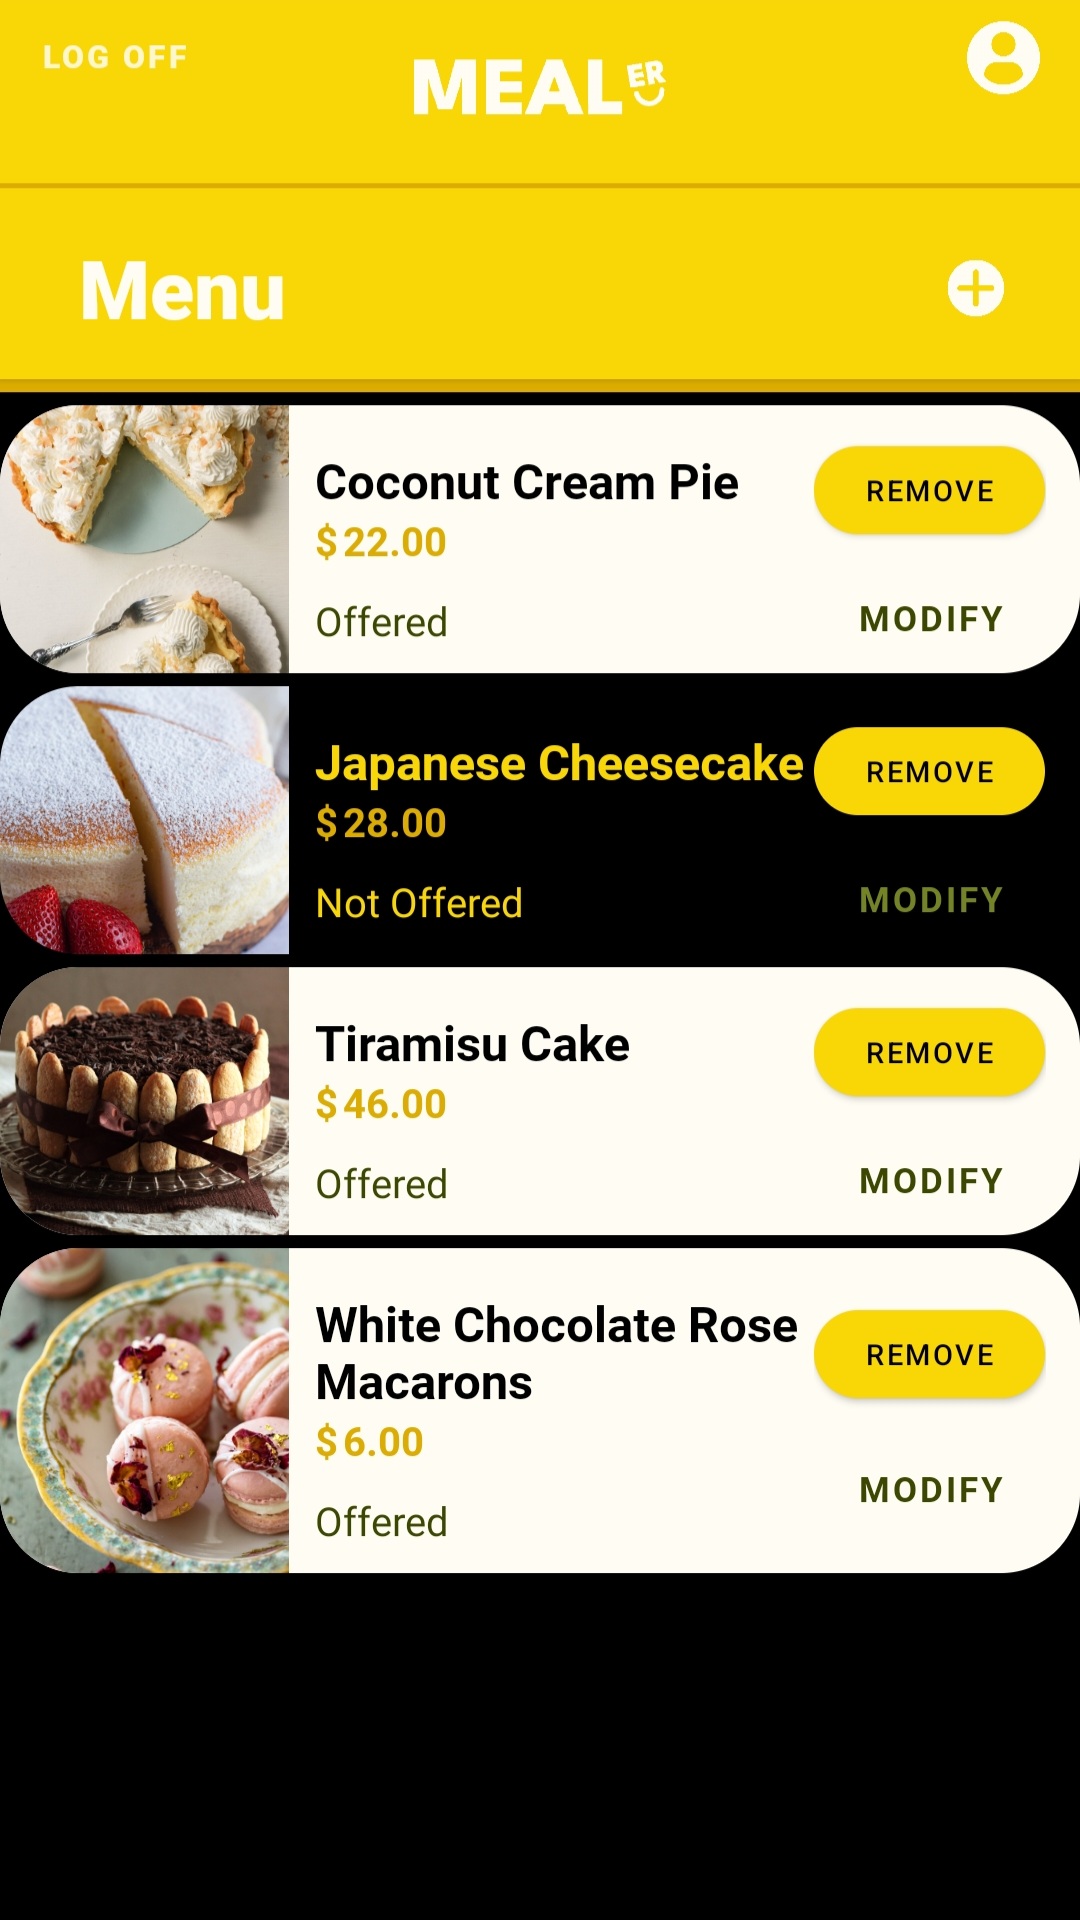 LOG OFF
MEALER
Menu
Coconut Cream Pie
REMOVE
$ 22.00
Offered
MODIFY
Japanese Cheesecake
REMOVE
$ 28.00
Not Offered
MODIFY
Tiramisu Cake
REMOVE
$ 46.00
Offered
MODIFY
White Chocolate Rose
Macarons
REMOVE
$ 6.00
MODIFY
Offered